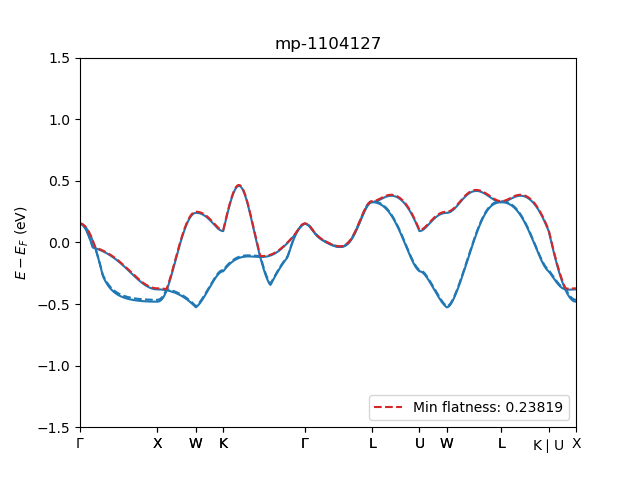 mp-1104127
1.5
1.0
0.5
0.0
−0.5
−1.0
−1.5
E − E_F (eV)
Min flatness: 0.23819
Γ X W K Γ L U W L K | U X